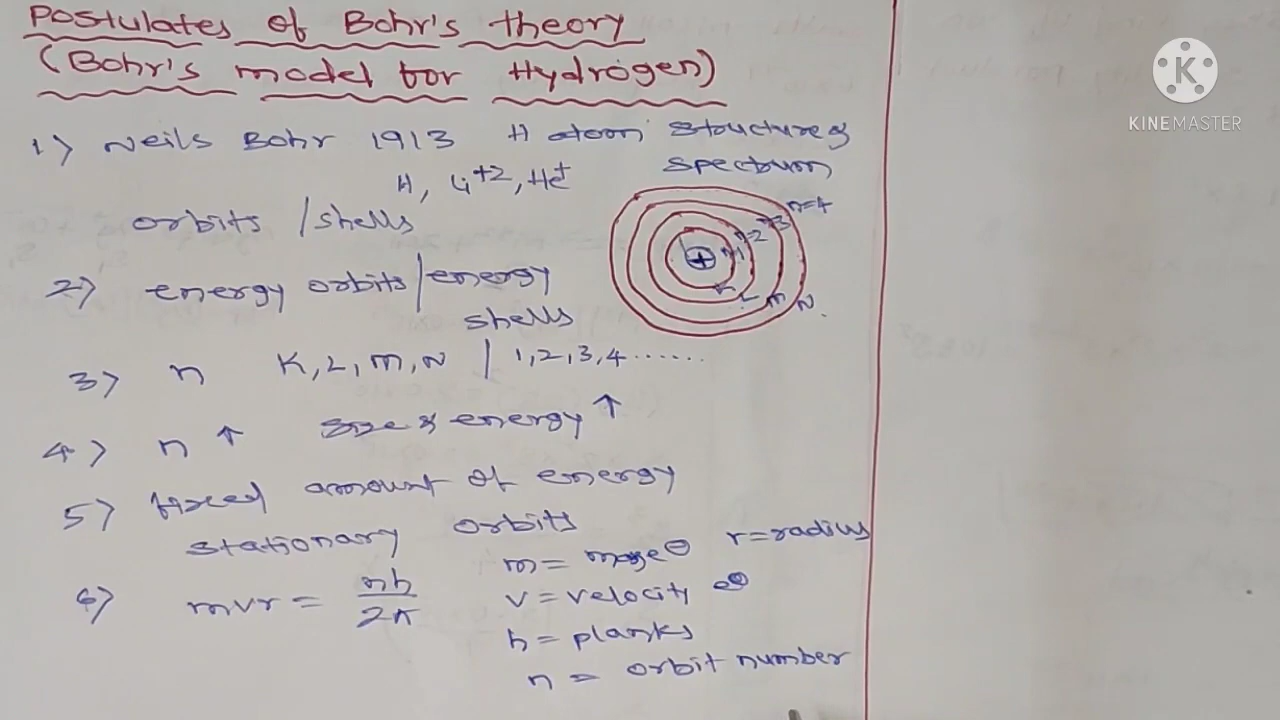 Postulates of Bohr's theory
(Bohr's model for Hydrogen)
KINEMASTER
1) Neils Bohr 1913 H atom structure &
spectrum
H, Li+2, He+
orbits / shells
n=1 n=2 n=3 n=4
K L M N
2) energy orbits / energy
shells
3) n K, L, M, N | 1, 2, 3, 4 ......
4) n ↑ size & energy ↑
5) fixed amount of energy
stationary orbits
m = mass e⊖ r = radius
6) mvr = nh/2π
v = velocity e⊖
h = planks
n = orbit number